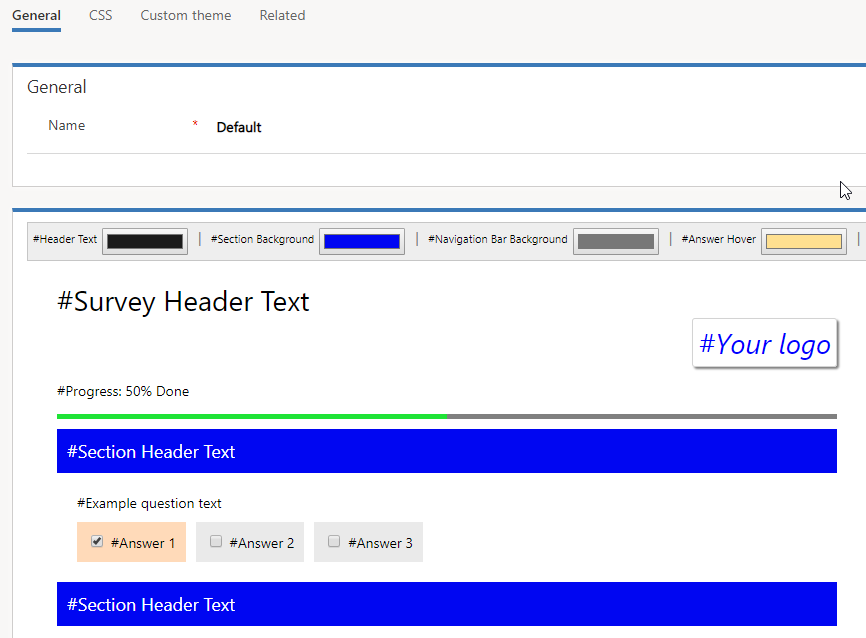 General CSS Custom theme Related
General
Name * Default
#Header Text | #Section Background | #Navigation Bar Background | #Answer Hover |
#Survey Header Text
#Your logo
#Progress: 50% Done
#Section Header Text
#Example question text
#Answer 1 #Answer 2 #Answer 3
#Section Header Text